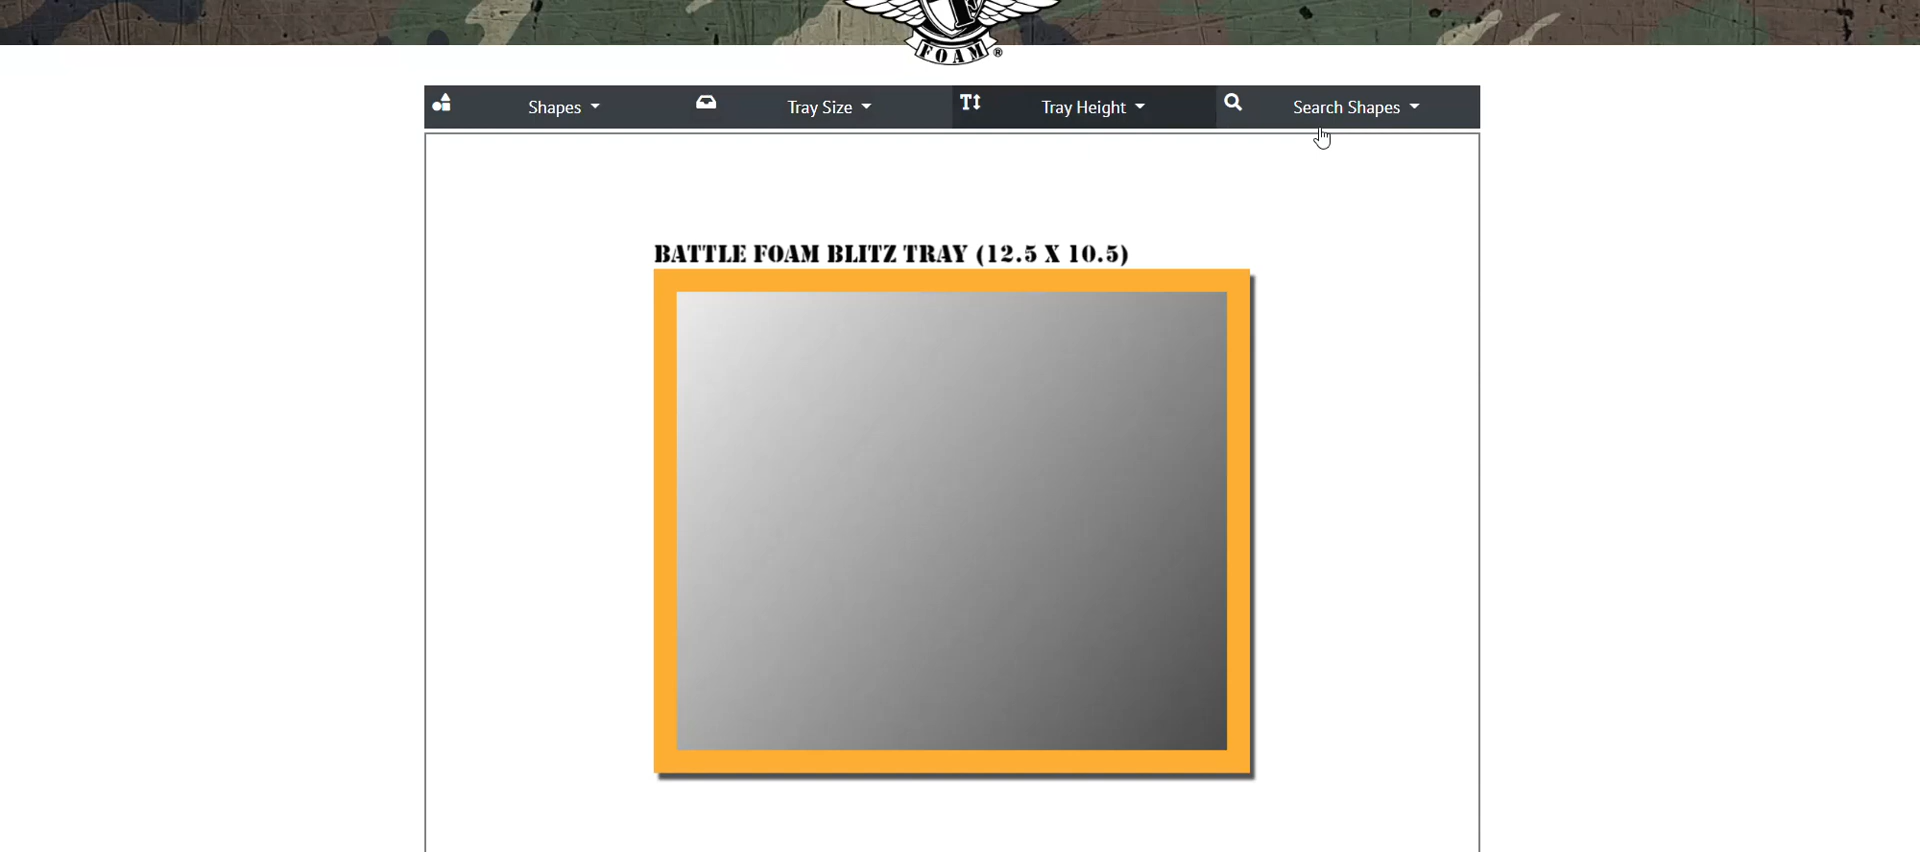 FOAM®
Shapes
Tray Size
Tray Height
Search Shapes
BATTLE FOAM BLITZ TRAY (12.5 X 10.5)